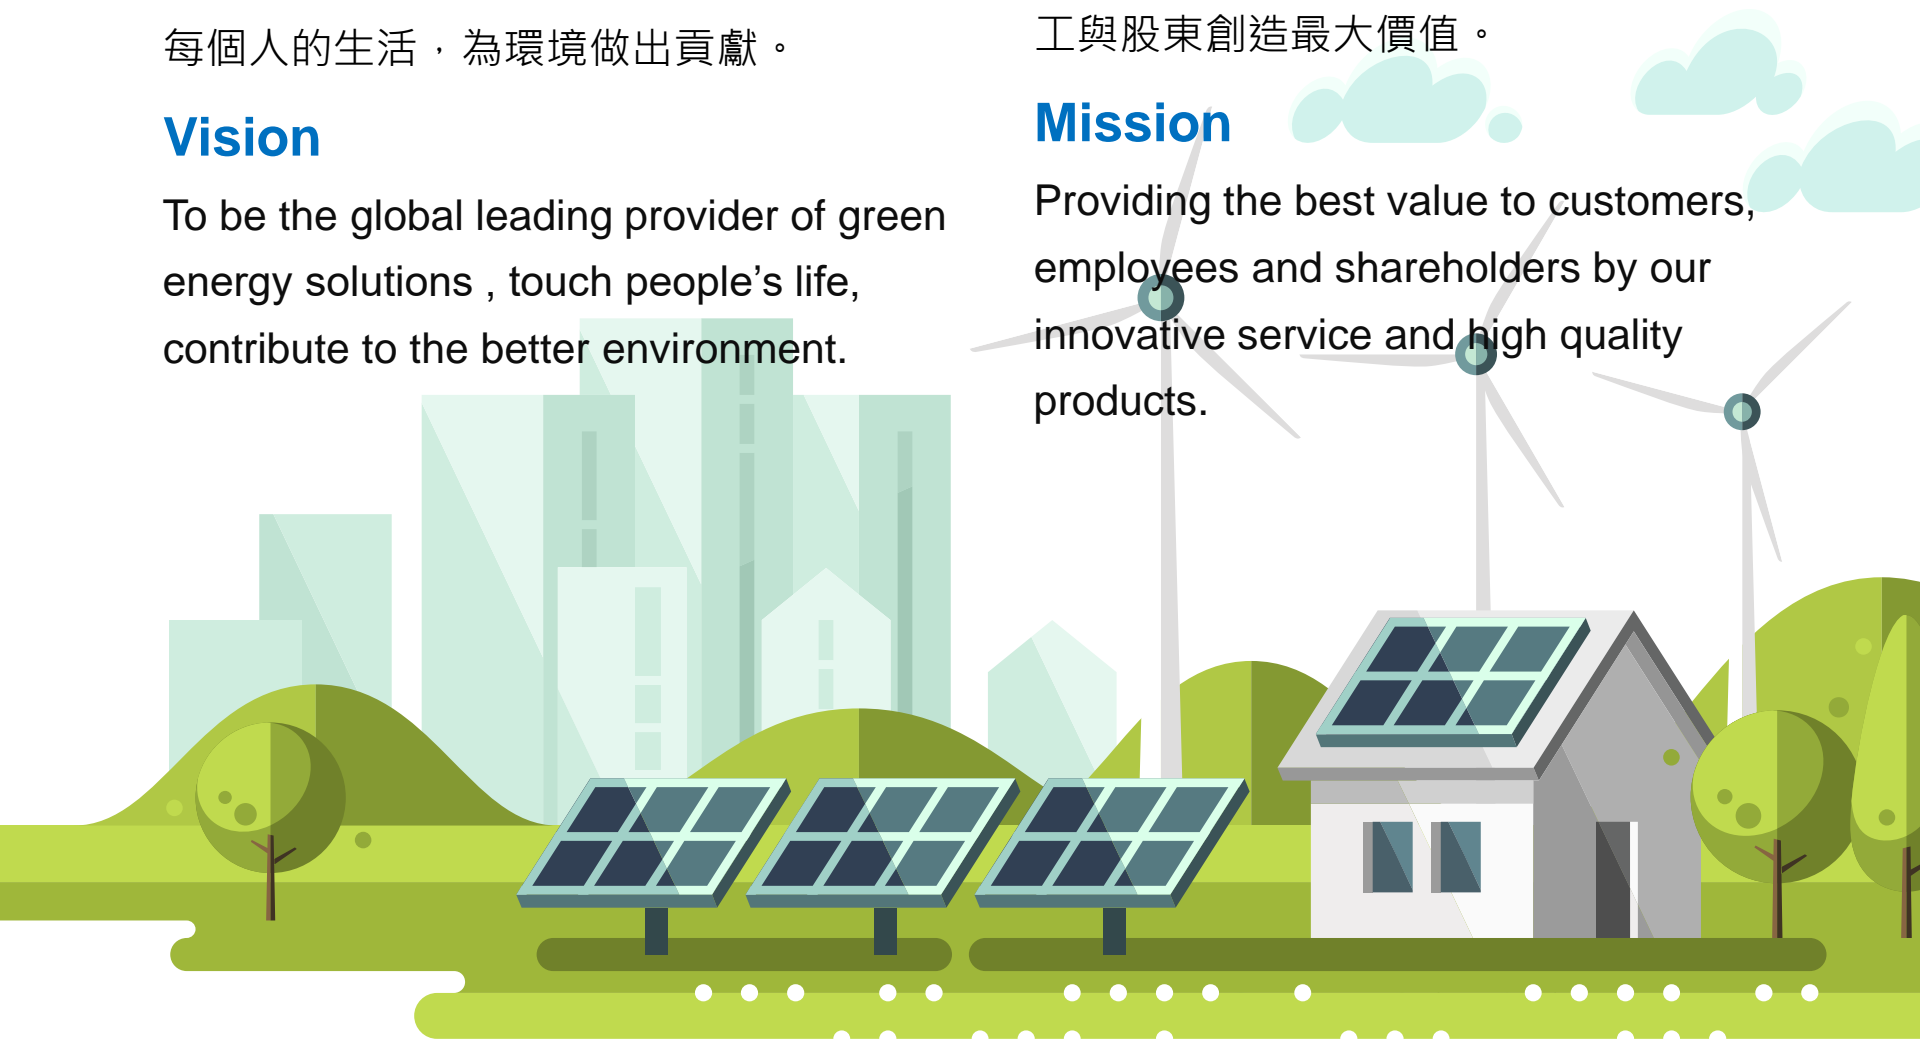 每個人的生活，為環境做出貢獻。
Vision
To be the global leading provider of green
energy solutions , touch people’s life,
contribute to the better environment.
工與股東創造最大價值。
Mission
Providing the best value to customers,
employees and shareholders by our
innovative service and high quality
products.